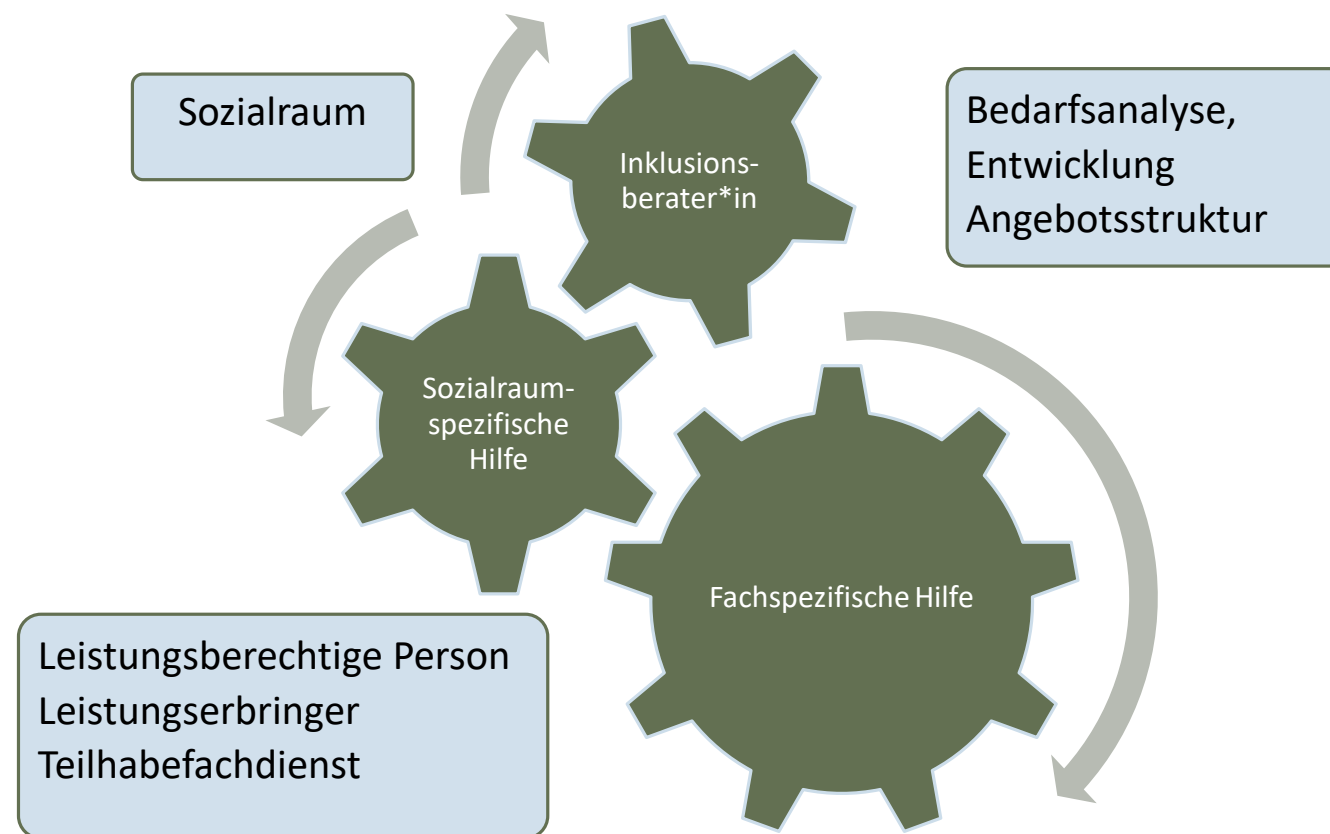 Sozialraum
Inklusions-
berater*in
Bedarfsanalyse,
Entwicklung
Angebotsstruktur
Sozialraum-
spezifische
Hilfe
Fachspezifische Hilfe
Leistungsberechtige Person
Leistungserbringer
Teilhabefachdienst